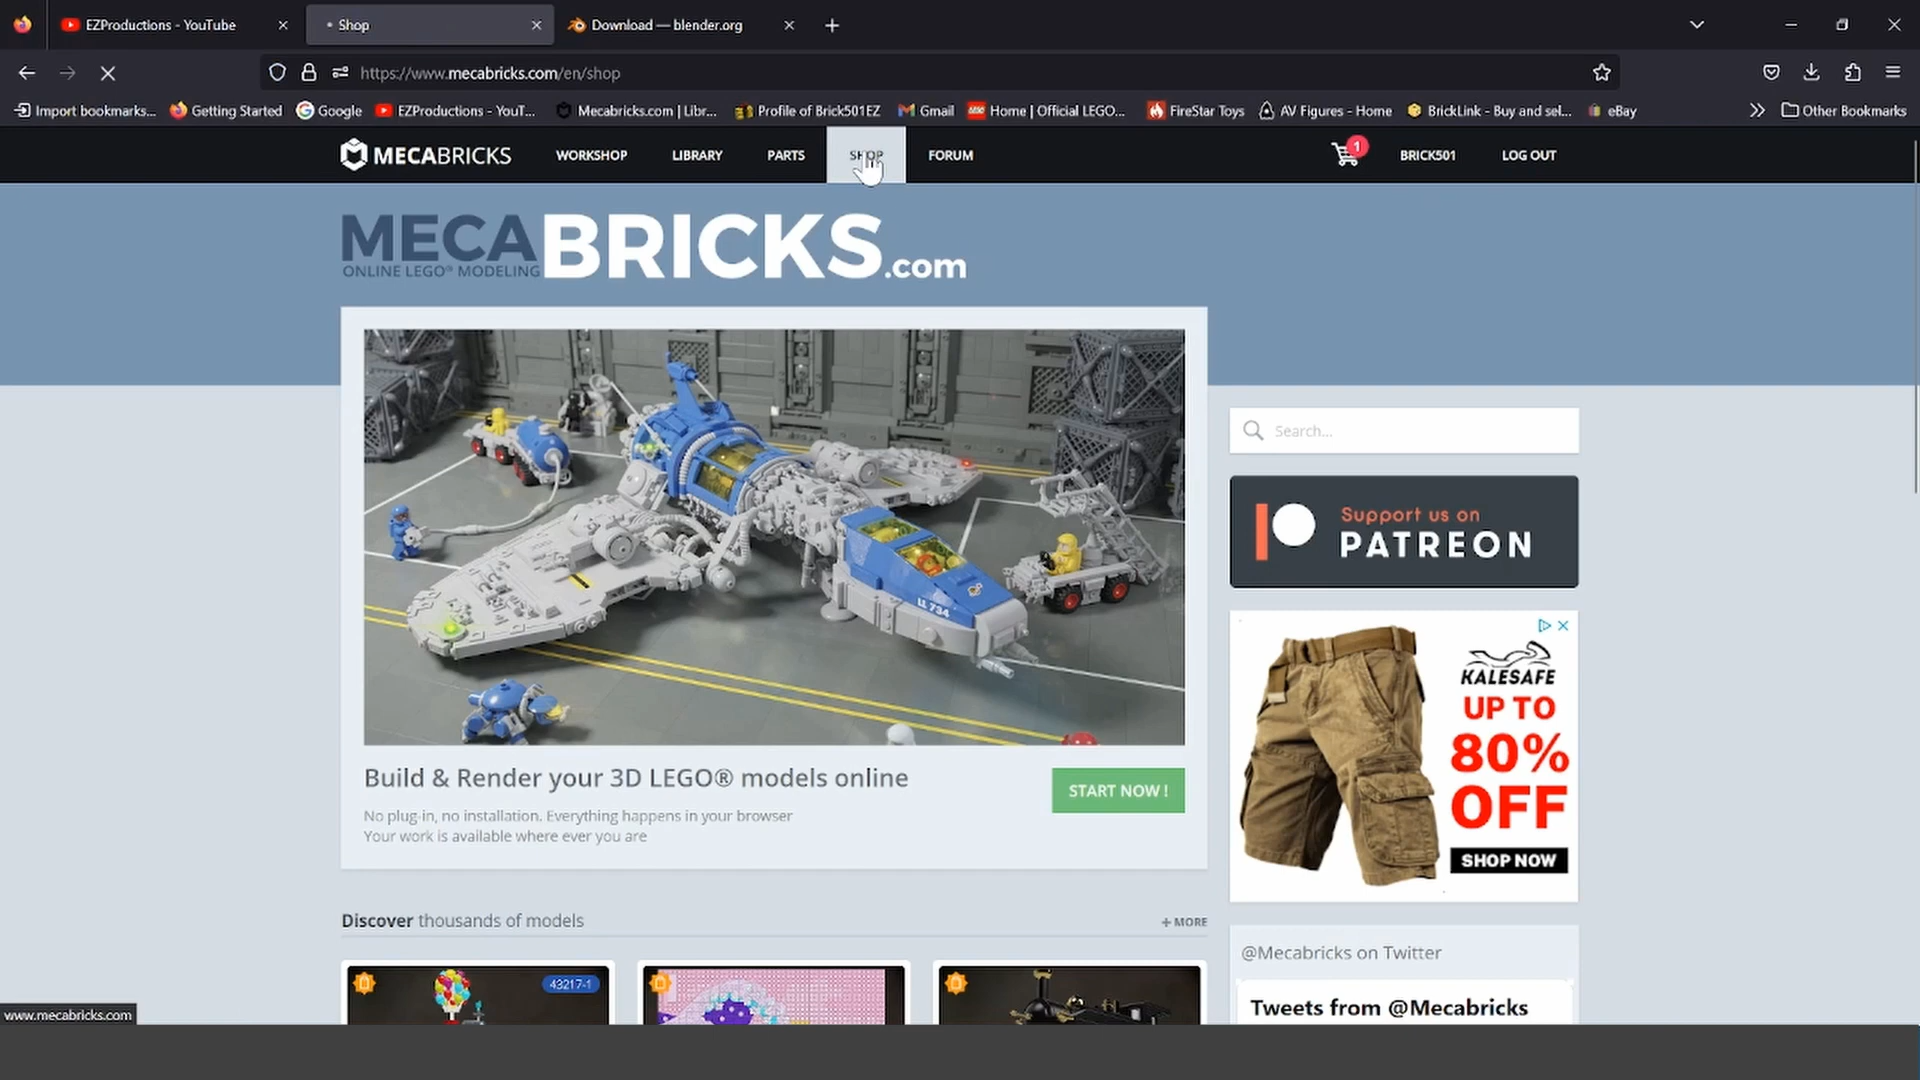 EZProductions - YouTube
Shop
Download — blender.org
https://www.mecabricks.com/en/shop
Import bookmarks...
Getting Started
Google
EZProductions - YouT...
Mecabricks.com | Libr...
Profile of Brick501EZ
Gmail
Home | Official LEGO...
FireStar Toys
AV Figures - Home
BrickLink - Buy and sel...
eBay
Other Bookmarks
MECABRICKS
WORKSHOP
LIBRARY
PARTS
SHOP
FORUM
1
BRICK501
LOG OUT
MECABRICKS.com
ONLINE LEGO® MODELING
LL 734
Search...
Support us on
PATREON
KALESAFE
UP TO
80%
OFF
SHOP NOW
Build & Render your 3D LEGO® models online
No plug-in, no installation. Everything happens in your browser
Your work is available where ever you are
START NOW !
Discover thousands of models
+ MORE
43217-1
@Mecabricks on Twitter
Tweets from @Mecabricks
www.mecabricks.com